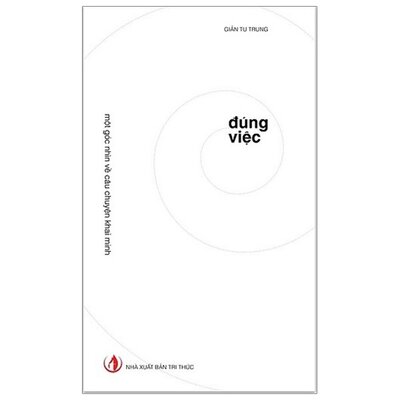 GIẢN TƯ TRUNG
đúng
việc
một góc nhìn về câu chuyện khai minh
NHÀ XUẤT BẢN TRI THỨC